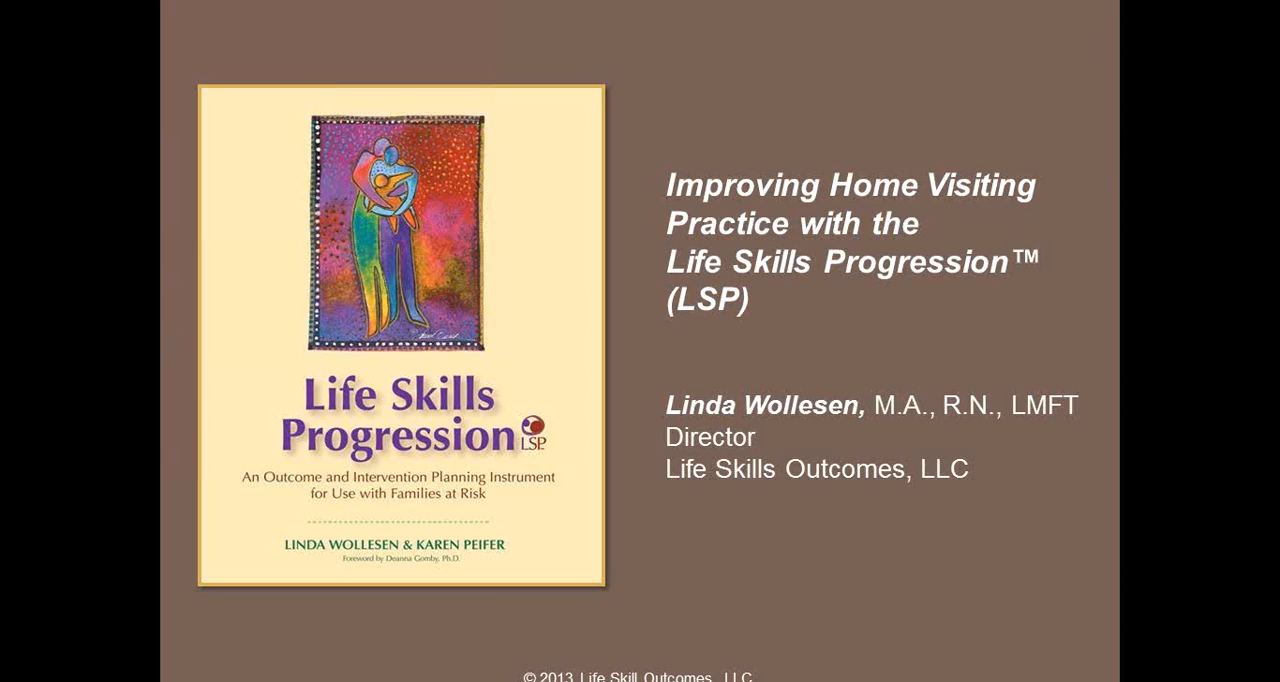 Life Skills
Progression
LSP
An Outcome and Intervention Planning Instrument
for Use with Families at Risk
LINDA WOLLESEN & KAREN PEIFER
Foreword by Deanna Gomby, Ph.D.
Improving Home Visiting
Practice with the
Life Skills Progression™
(LSP)
Linda Wollesen, M.A., R.N., LMFT
Director
Life Skills Outcomes, LLC
© 2013 Life Skill Outcomes, LLC